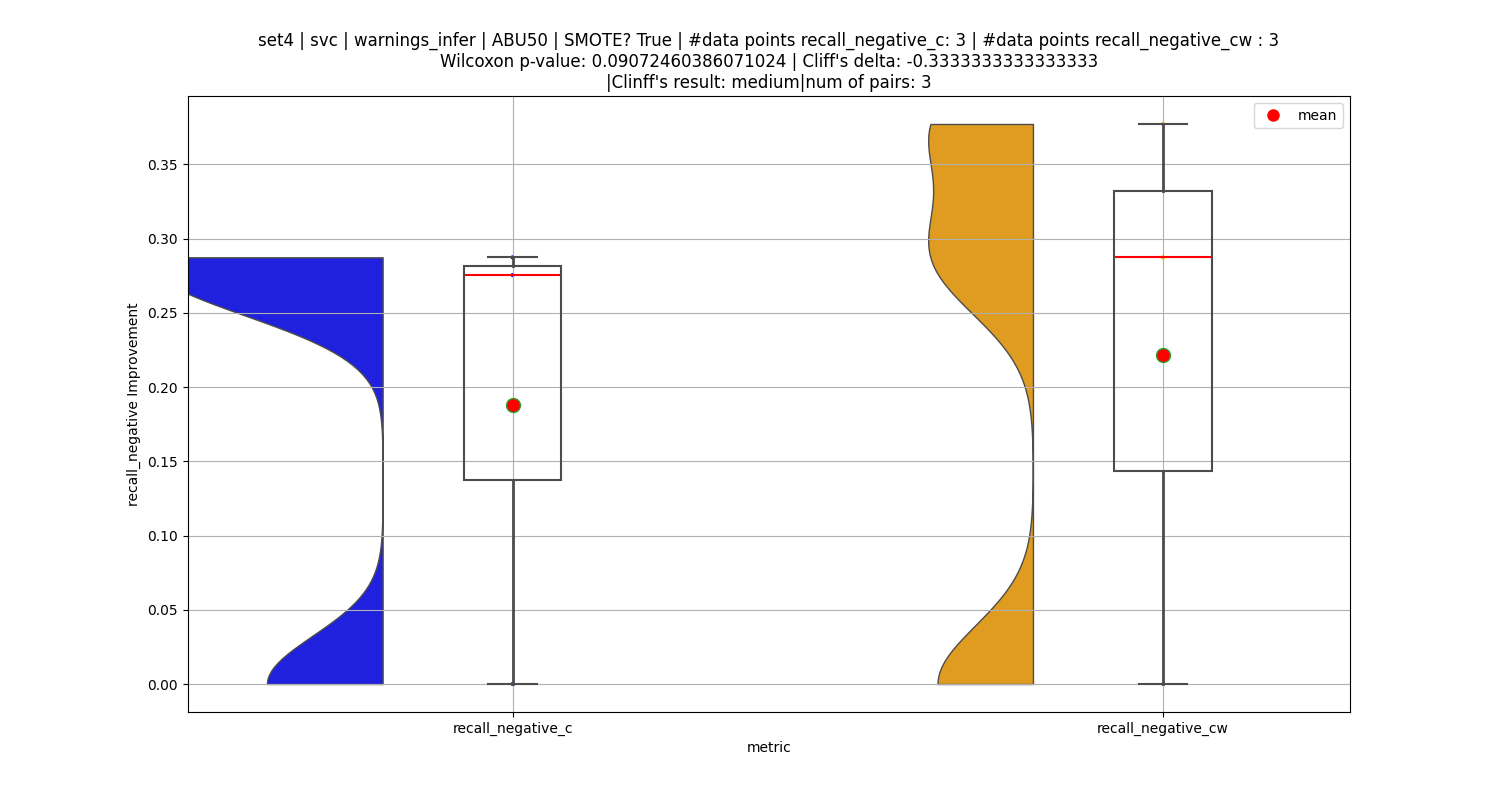 set4 | svc | warnings_infer | ABU50 | SMOTE? True | #data points recall_negative_c: 3 | #data points recall_negative_cw : 3
Wilcoxon p-value: 0.09072460386071024 | Cliff's delta: -0.3333333333333333
|Clinff's result: medium|num of pairs: 3
mean
0.35
0.30
0.25
0.20
0.15
0.10
0.05
0.00
recall_negative Improvement
recall_negative_c
recall_negative_cw
metric